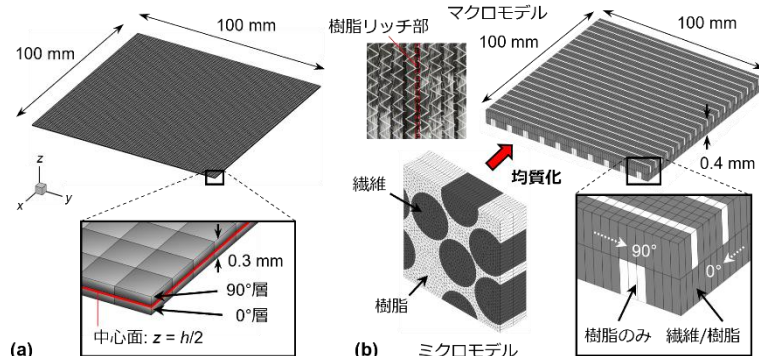 100 mm
100 mm
z
x
y
0.3 mm
90°層
0°層
中心面: z = h/2
(a)
樹脂リッチ部
マクロモデル
100 mm
100 mm
0.4 mm
均質化
繊維
樹脂
90°
0°
樹脂のみ
繊維/樹脂
(b)
ミクロモデル